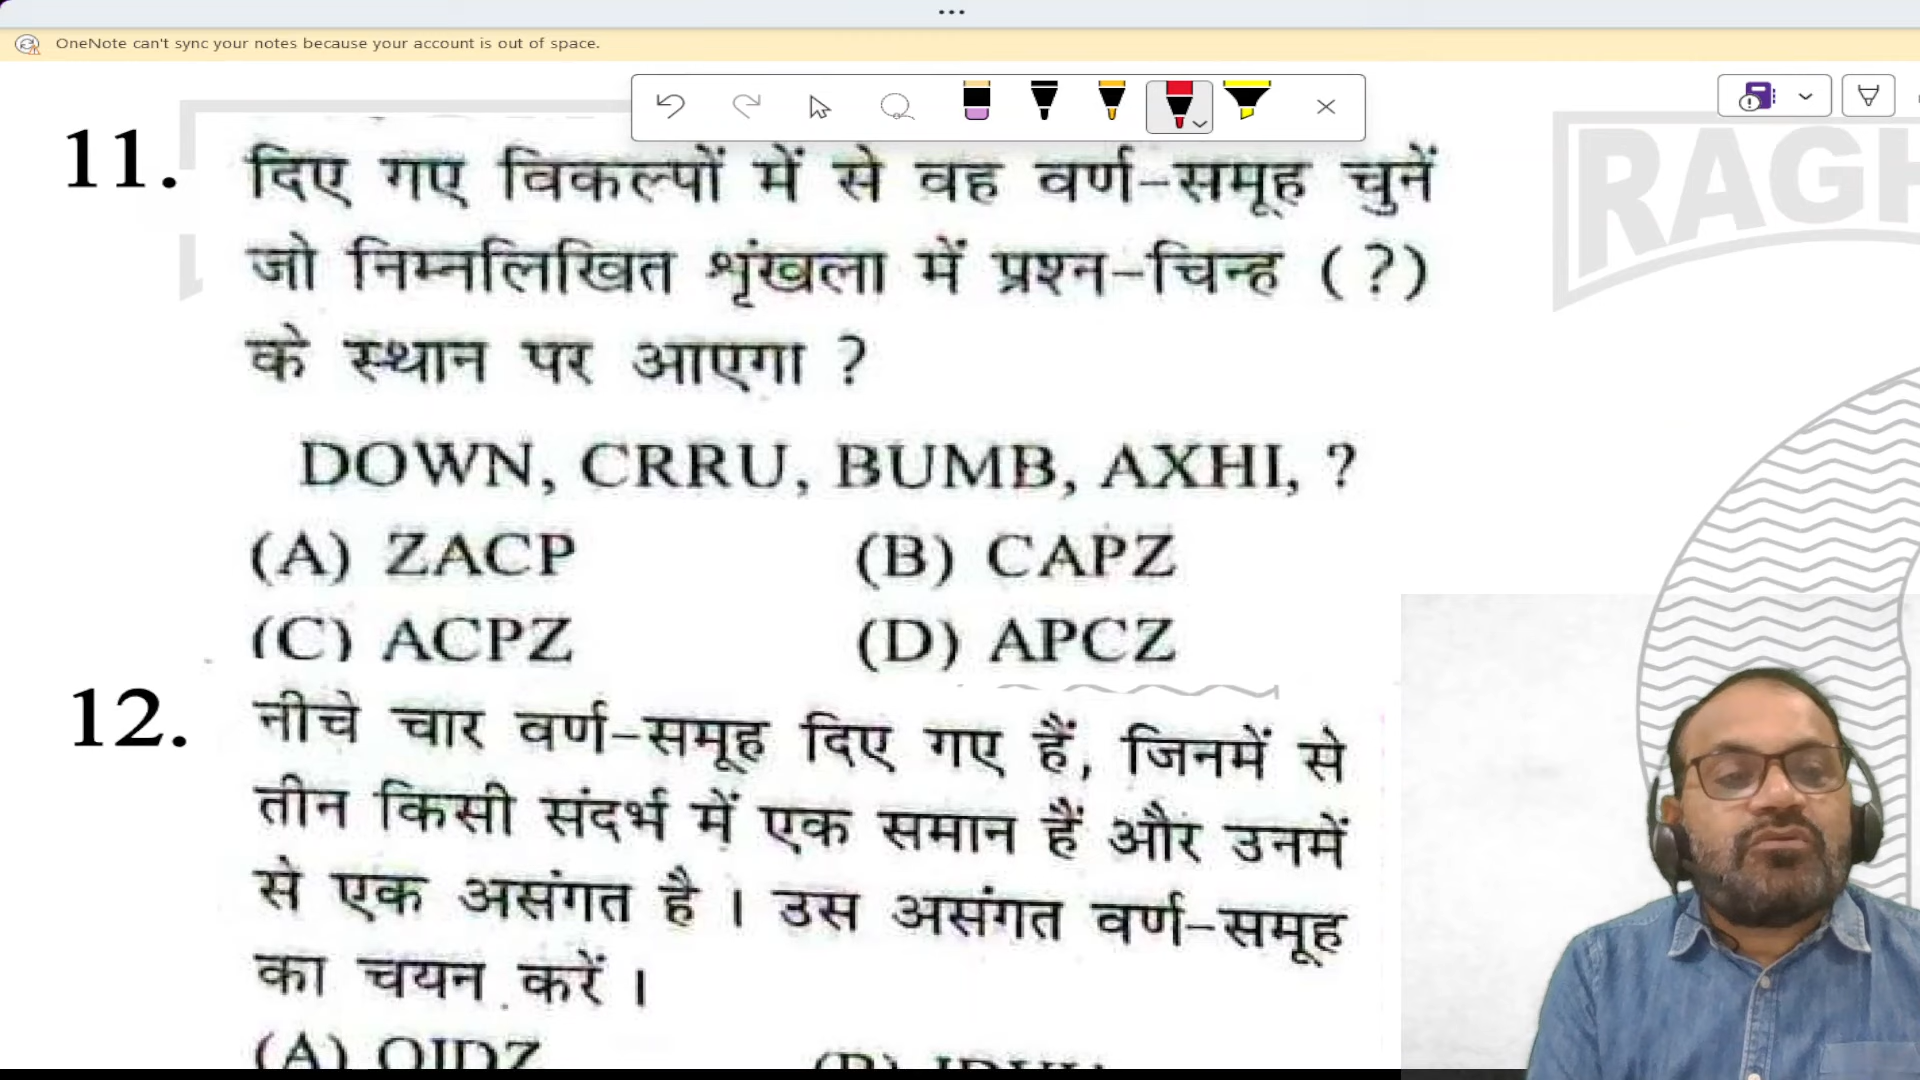 ...
OneNote can't sync your notes because your account is out of space.
RAGH
11. दिए गए विकल्पों में से वह वर्ण-समूह चुनें
जो निम्नलिखित शृंखला में प्रश्न-चिन्ह (?)
के स्थान पर आएगा ?
DOWN, CRRU, BUMB, AXHI, ?
(A) ZACP (B) CAPZ
(C) ACPZ (D) APCZ
12. नीचे चार वर्ण-समूह दिए गए हैं, जिनमें से
तीन किसी संदर्भ में एक समान हैं और उनमें
से एक असंगत है । उस असंगत वर्ण-समूह
का चयन करें ।
(A) (B)